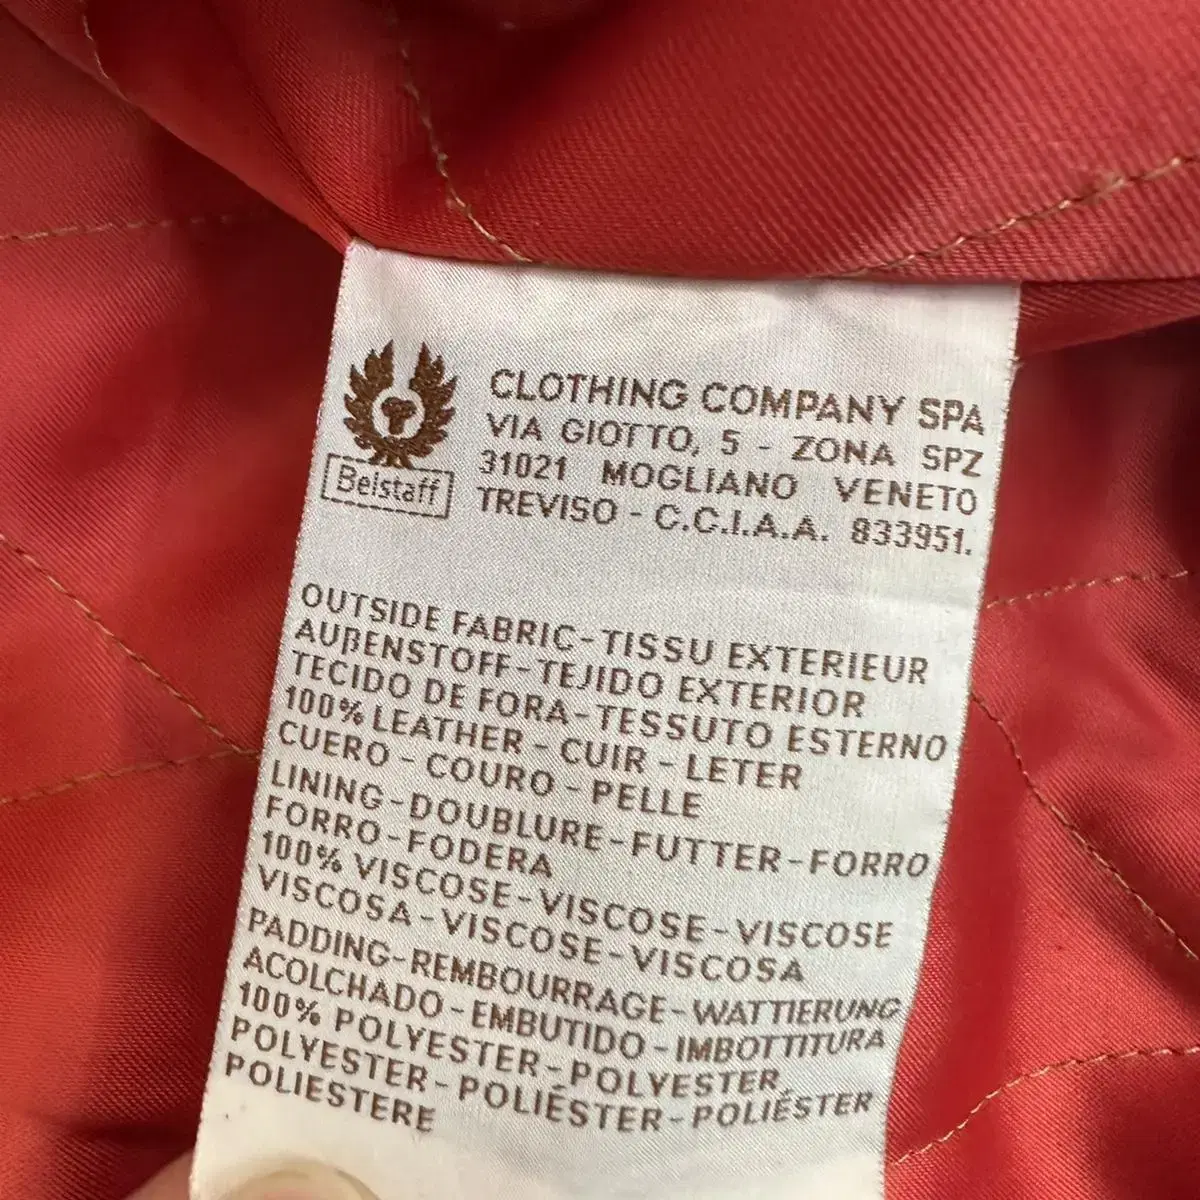 Belstaff
CLOTHING COMPANY SPA
VIA GIOTTO, 5 - ZONA SPZ
31021 MOGLIANO VENETO
TREVISO - C.C.I.A.A. 833951.
OUTSIDE FABRIC-TISSU EXTERIEUR
AUßENSTOFF-TEJIDO EXTERIOR
TECIDO DE FORA-TESSUTO ESTERNO
100% LEATHER - CUIR - LETER
CUERO - COURO - PELLE
LINING-DOUBLURE-FUTTER-FORRO
FORRO-FODERA
100% VISCOSE-VISCOSE-VISCOSE
VISCOSA-VISCOSE-VISCOSA
PADDING-REMBOURRAGE-WATTIERUNG
ACOLCHADO-EMBUTIDO-IMBOTTITURA
100% POLYESTER-POLYESTER
POLYESTER-POLIÉSTER-POLIÉSTER
POLIESTERE